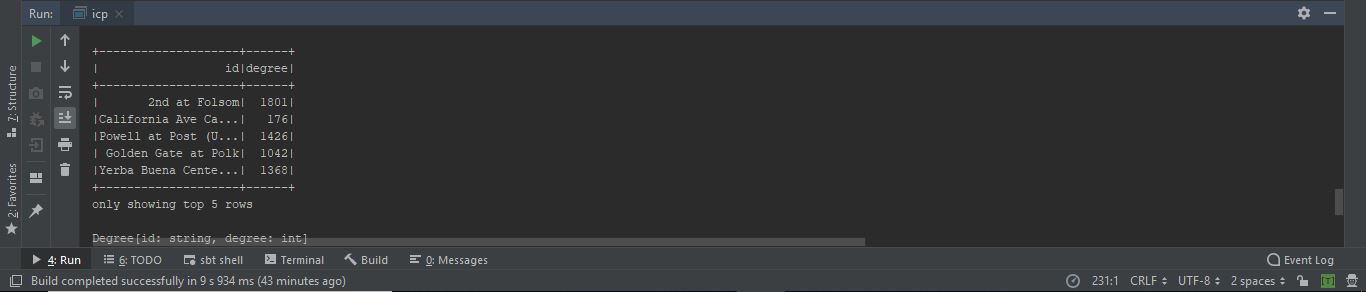 Run: icp
+--------------------+------+
|                  id|degree|
+--------------------+------+
|       2nd at Folsom|  1801|
|California Ave Ca...|   176|
|Powell at Post (U...|  1426|
| Golden Gate at Polk|  1042|
|Yerba Buena Cente...|  1368|
+--------------------+------+
only showing top 5 rows
Degree[id: string, degree: int]
Z: Structure
2: Favorites
4: Run 6: TODO sbt shell Terminal Build 0: Messages Event Log
Build completed successfully in 9 s 934 ms (43 minutes ago) 231:1 CRLF UTF-8 2 spaces